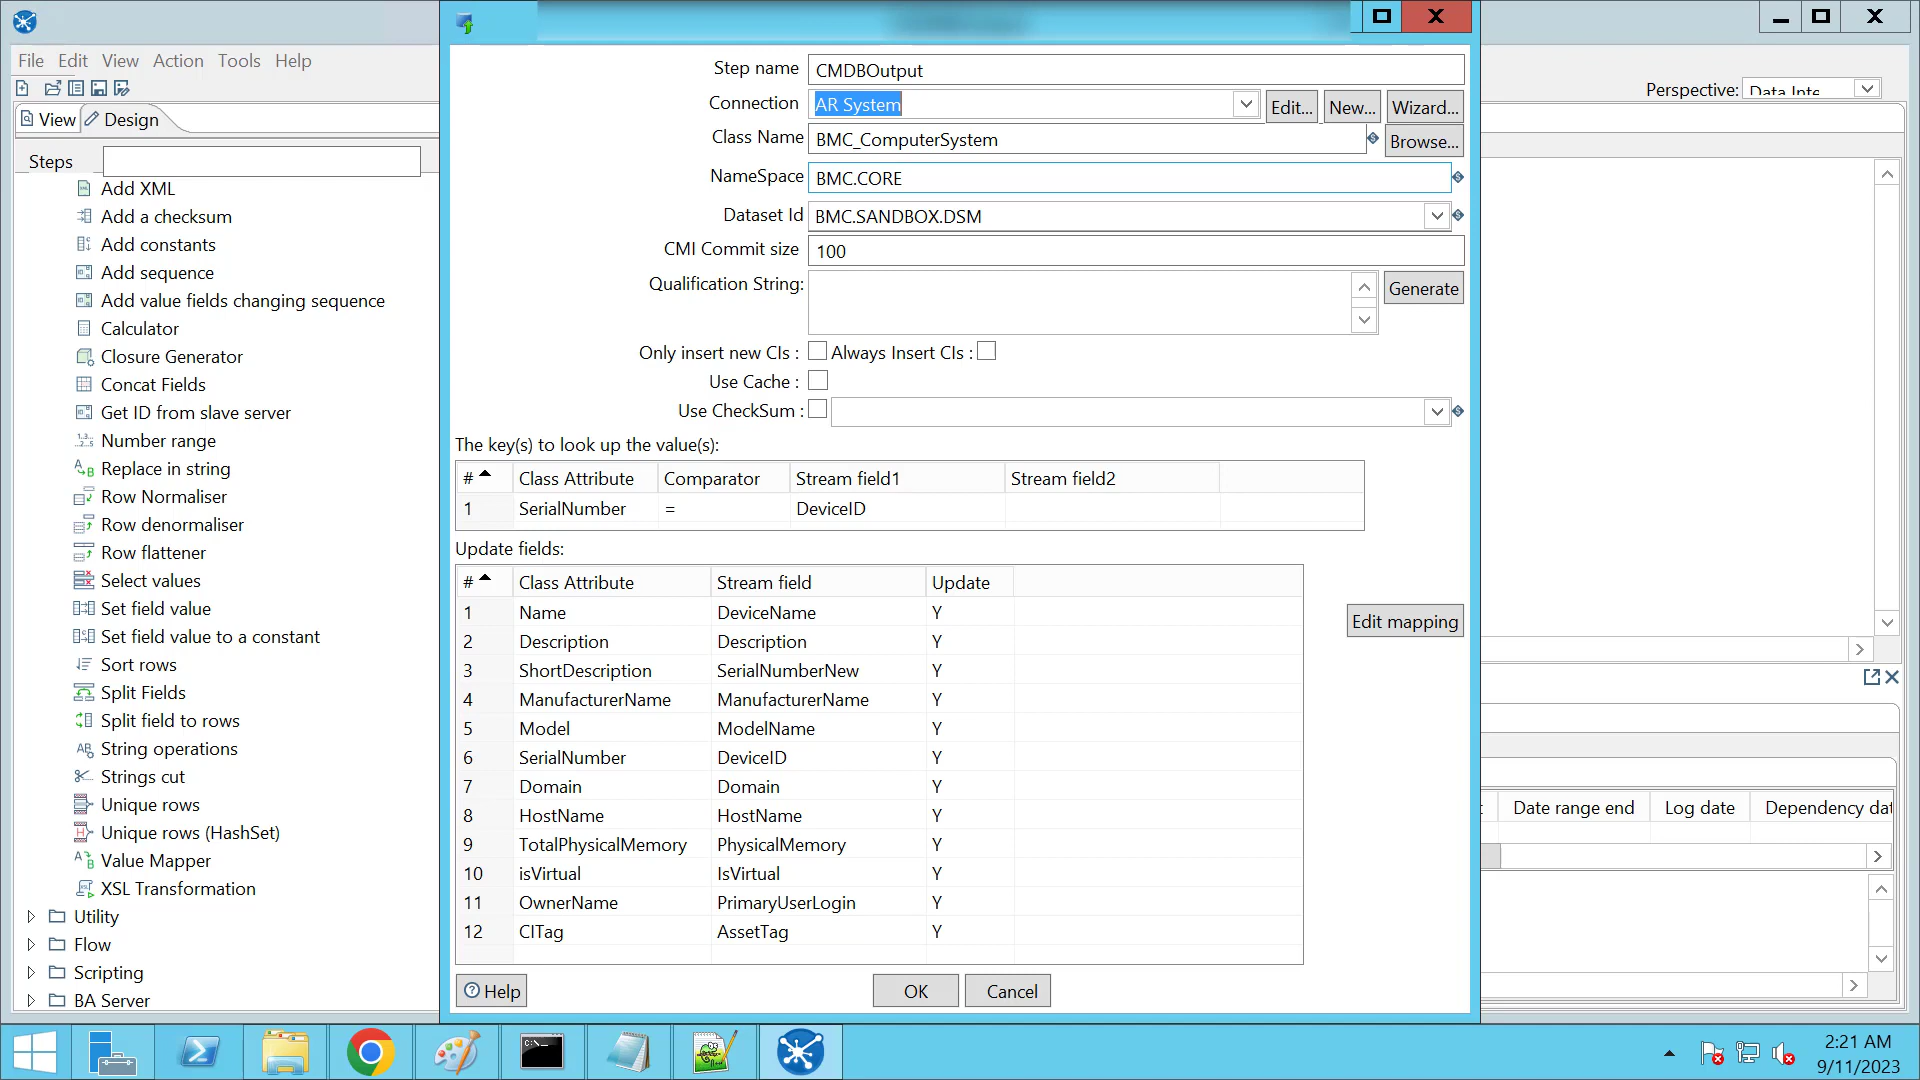 File Edit View Action Tools Help
Perspective: Data Inte
View Design
Steps
Add XML
Add a checksum
Add constants
Add sequence
Add value fields changing sequence
Calculator
Closure Generator
Concat Fields
Get ID from slave server
Number range
Replace in string
Row Normaliser
Row denormaliser
Row flattener
Select values
Set field value
Set field value to a constant
Sort rows
Split Fields
Split field to rows
String operations
Strings cut
Unique rows
Unique rows (HashSet)
Value Mapper
XSL Transformation
Utility
Flow
Scripting
BA Server
Step name CMDBOutput
Connection AR System Edit... New... Wizard...
Class Name BMC_ComputerSystem Browse...
NameSpace BMC.CORE
Dataset Id BMC.SANDBOX.DSM
CMI Commit size 100
Qualification String: Generate
Only insert new CIs : Always Insert CIs :
Use Cache :
Use CheckSum :
The key(s) to look up the value(s):
# Class Attribute Comparator Stream field1 Stream field2
1 SerialNumber = DeviceID
Update fields:
# Class Attribute Stream field Update
1 Name DeviceName Y
2 Description Description Y
3 ShortDescription SerialNumberNew Y
4 ManufacturerName ManufacturerName Y
5 Model ModelName Y
6 SerialNumber DeviceID Y
7 Domain Domain Y
8 HostName HostName Y
9 TotalPhysicalMemory PhysicalMemory Y
10 isVirtual IsVirtual Y
11 OwnerName PrimaryUserLogin Y
12 CITag AssetTag Y
Edit mapping
Help OK Cancel
Date range end Log date Dependency dat
2:21 AM
9/11/2023